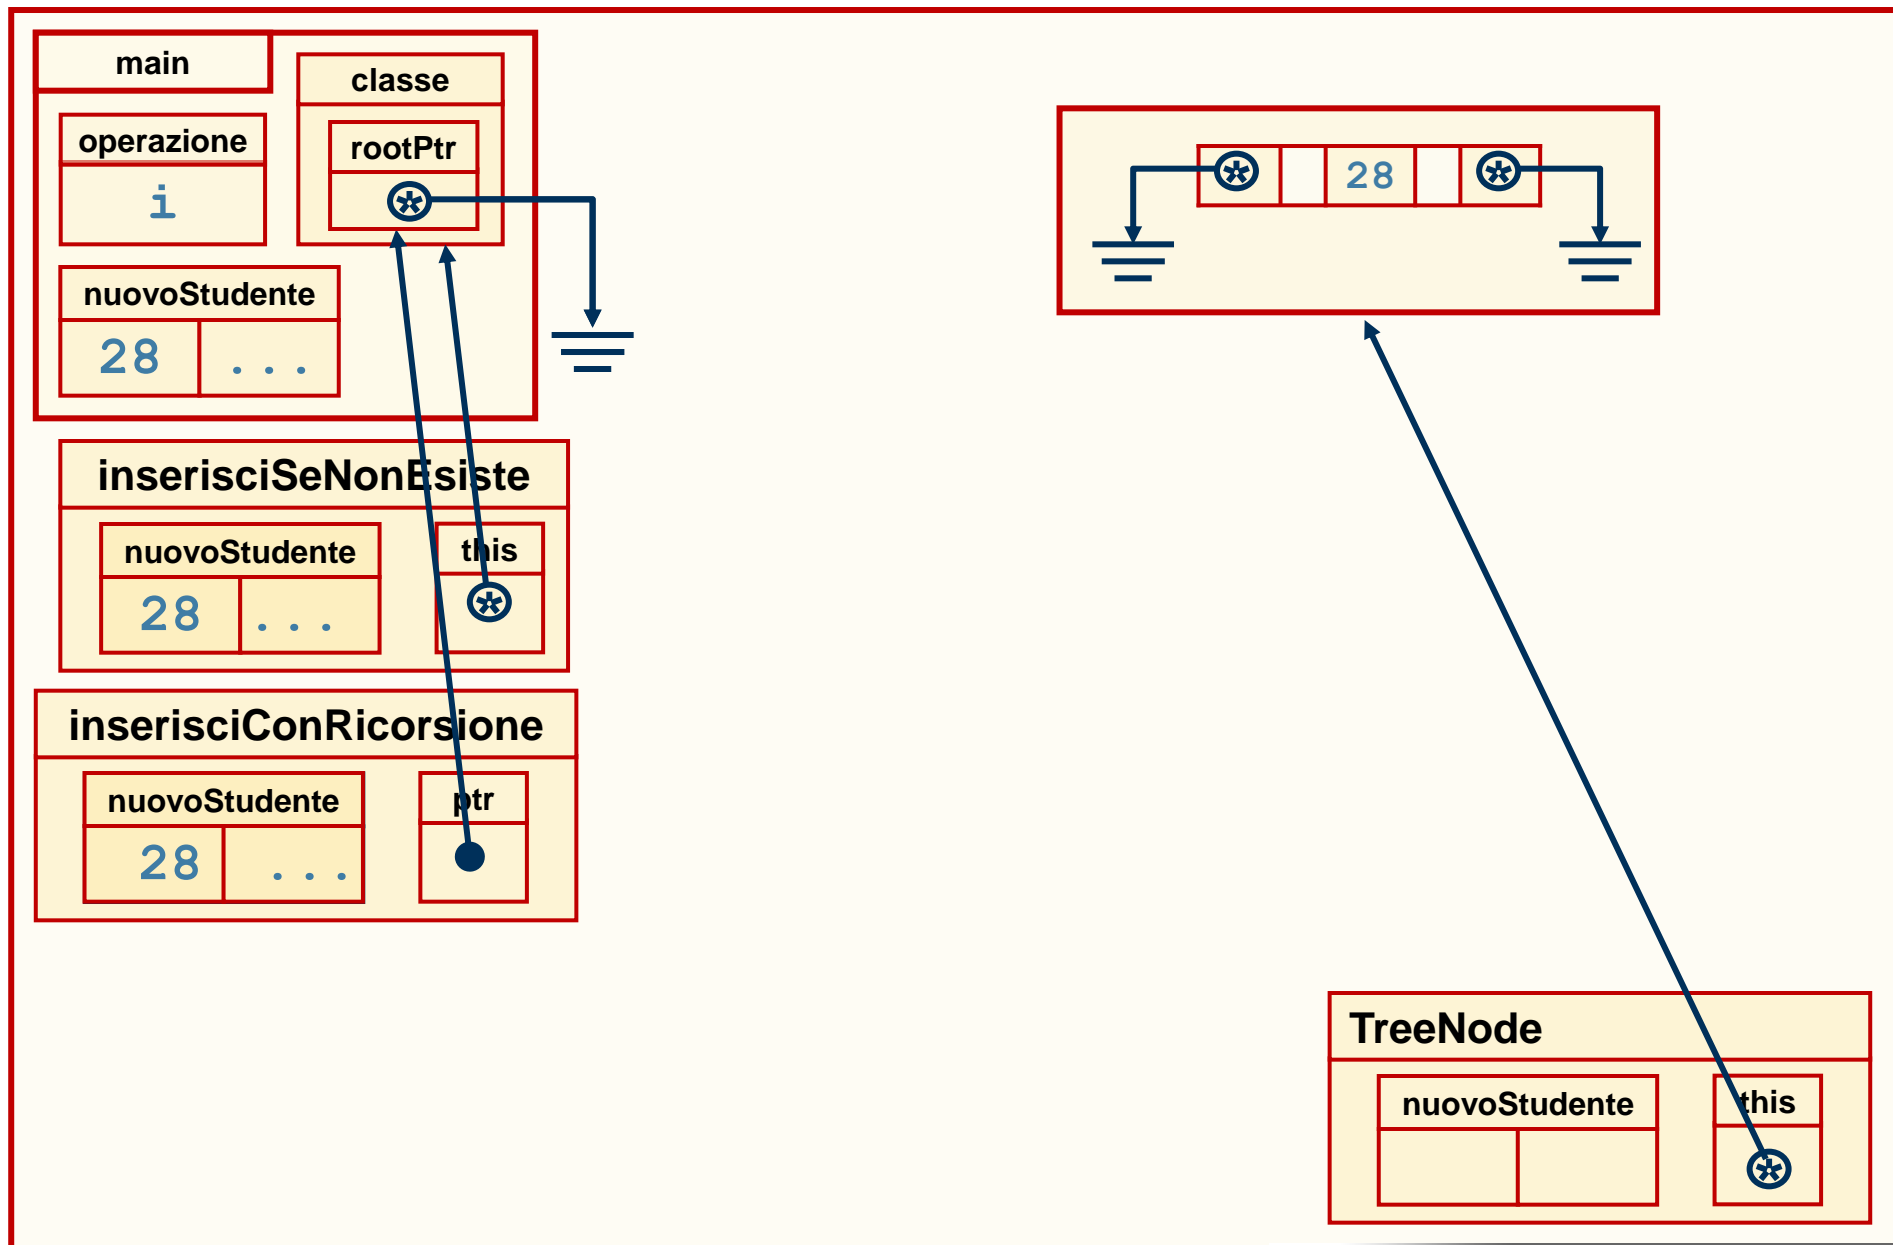 main
classe
operazione
rootPtr
i
28
nuovoStudente
28 ...
inserisciSeNonEsiste
nuovoStudente
this
28 ...
inserisciConRicorsione
nuovoStudente
ptr
28 ...
TreeNode
nuovoStudente
this